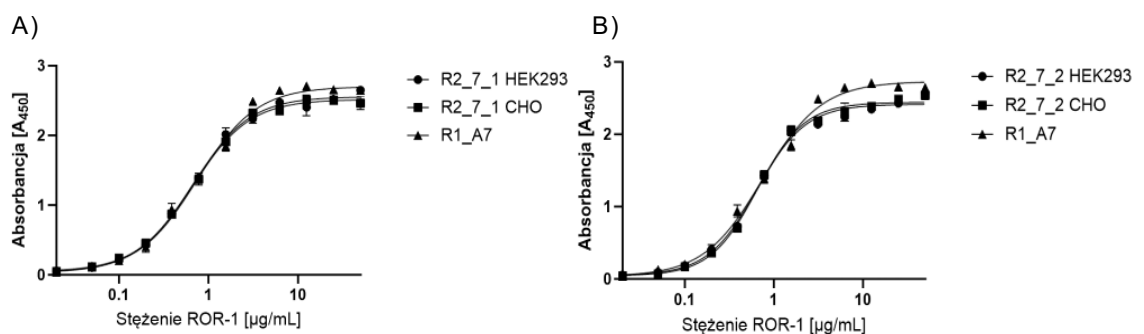 A)
Absorbancja [A450]
3
2
1
0
0.1
1
10
Stężenie ROR-1 [µg/mL]
R2_7_1 HEK293
R2_7_1 CHO
R1_A7
B)
Absorbancja [A450]
3
2
1
0
0.1
1
10
Stężenie ROR-1 [µg/mL]
R2_7_2 HEK293
R2_7_2 CHO
R1_A7